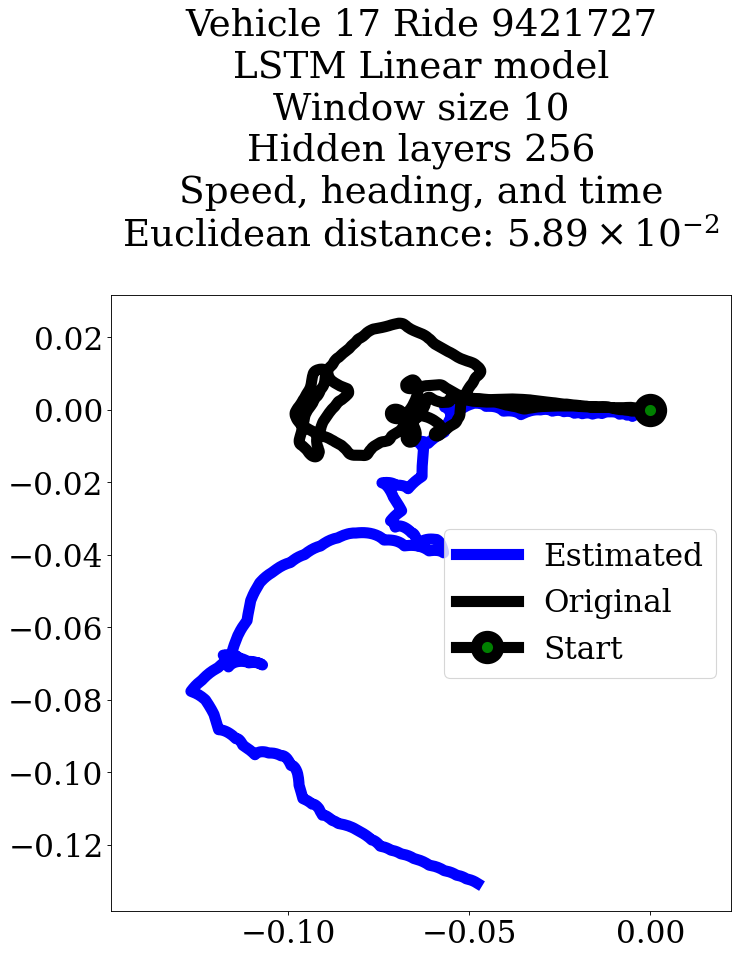 Vehicle 17 Ride 9421727
LSTM Linear model
Window size 10
Hidden layers 256
Speed, heading, and time
Euclidean distance: 5.89 × 10⁻²
0.02
0.00
−0.02
−0.04
−0.06
−0.08
−0.10
−0.12
Estimated
Original
Start
−0.10 −0.05 0.00